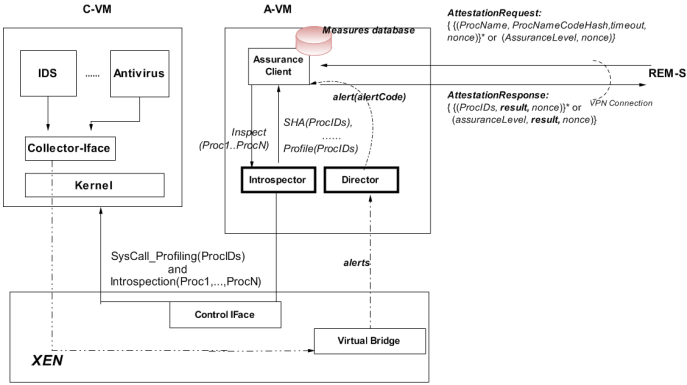 C-VM
A-VM
AttestationRequest:
{ {(ProcName, ProcNameCodeHash,timeout,
nonce)}* or (AssuranceLevel, nonce)}
Measures database
IDS
......
Antivirus
Assurance
Client
REM-S
AttestationResponse:
{ {(ProcIDs, result, nonce)}* or
(assuranceLevel, result, nonce)}
VPN Connection
alert(alertCode)
Inspect
(Proc1..ProcN)
SHA(ProcIDs),
......
Profile(ProcIDs)
Collector-Iface
Kernel
Introspector
Director
SysCall_Profiling(ProcIDs)
and
Introspection(Proc1,...,ProcN)
alerts
Control IFace
Virtual Bridge
XEN